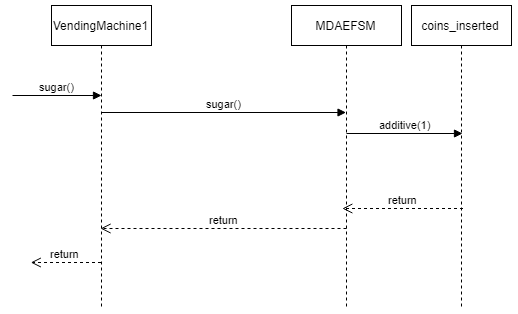 VendingMachine1
MDAEFSM
coins_inserted
sugar()
sugar()
additive(1)
return
return
return